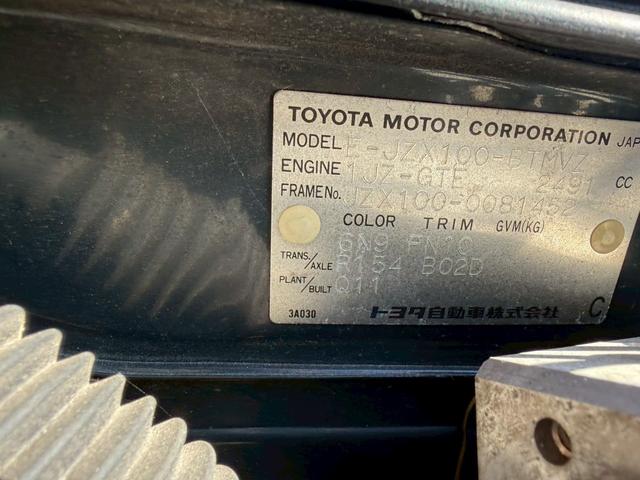 TOYOTA MOTOR CORPORATION JAP
MODEL E-JZX100-BTMVZ
ENGINE 1JZ-GTE 2491 CC
FRAME No. JZX100-0081452
COLOR TRIM GVM(KG)
6N9 FN10
TRANS./AXLE R154 B02D
PLANT/BUILT Q11
3A030 トヨタ自動車株式会社 C